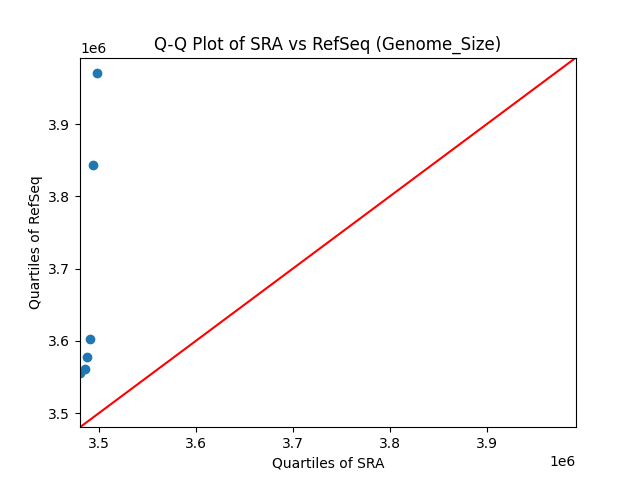 Q-Q Plot of SRA vs RefSeq (Genome_Size)
1e6
3.9
3.8
3.7
3.6
3.5
Quartiles of RefSeq
3.5 3.6 3.7 3.8 3.9
Quartiles of SRA
1e6